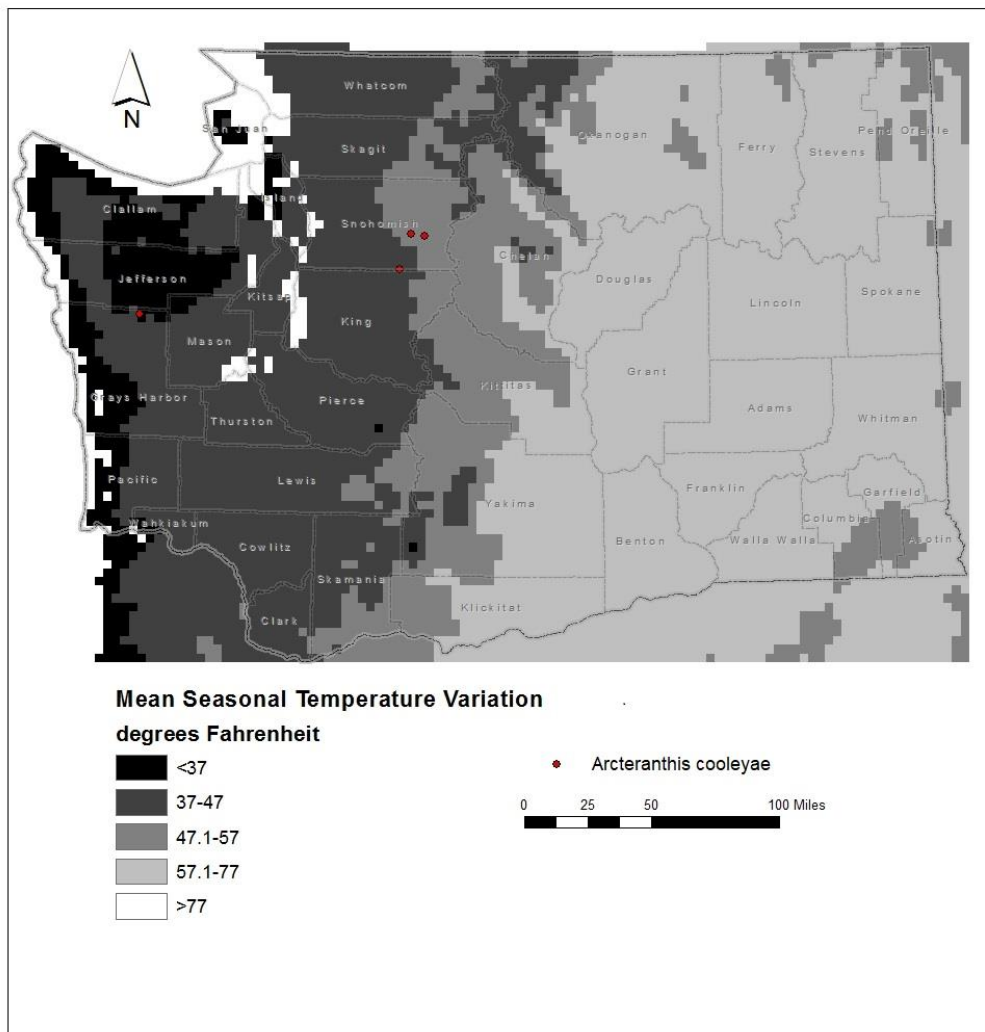 N
Whatcom
San Juan
Skagit
Okanogan
Ferry
Stevens
Pend Oreille
Island
Clallam
Snohomish
Chelan
Jefferson
Kitsap
Douglas
Lincoln
Spokane
King
Mason
Grant
Kittitas
Grays Harbor
Pierce
Adams
Whitman
Thurston
Pacific
Lewis
Yakima
Franklin
Garfield
Wahkiakum
Columbia
Cowlitz
Benton
Walla Walla
Asotin
Skamania
Klickitat
Clark
Mean Seasonal Temperature Variation
degrees Fahrenheit
<37
37-47
47.1-57
57.1-77
>77
Arcteranthis cooleyae
0 25 50 100 Miles